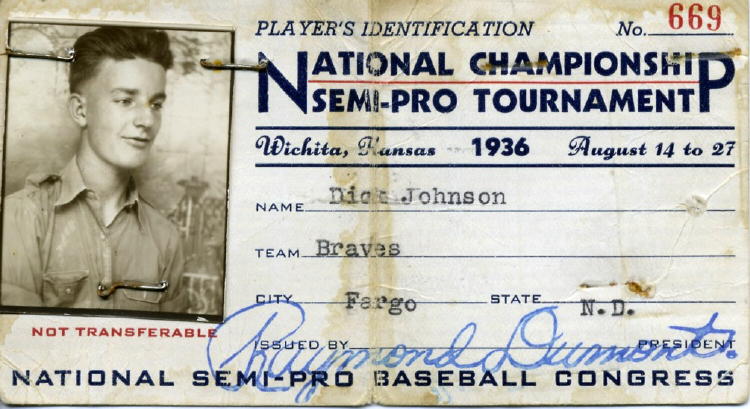 PLAYER'S IDENTIFICATION No. 669
NATIONAL CHAMPIONSHIP
SEMI-PRO TOURNAMENT
Wichita, Kansas 1936 August 14 to 27
NAME Dick Johnson
TEAM Braves
CITY Fargo STATE N.D.
NOT TRANSFERABLE
ISSUED BY Raymond Dumont PRESIDENT
NATIONAL SEMI-PRO BASEBALL CONGRESS